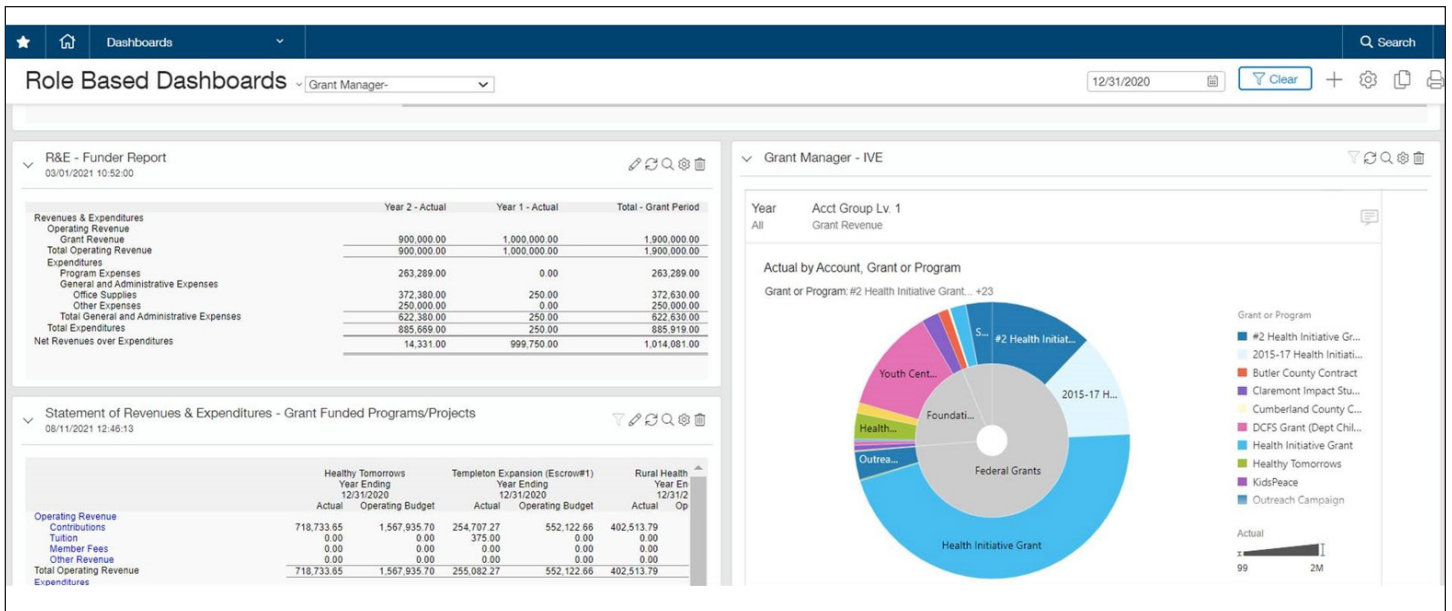 Dashboards
Search
Role Based Dashboards
Grant Manager-
12/31/2020
Clear
R&E - Funder Report
03/01/2021 10:52:00
Year 2 - Actual Year 1 - Actual Total - Grant Period
Revenues & Expenditures
Operating Revenue
Grant Revenue 900,000.00 1,000,000.00 1,900,000.00
Total Operating Revenue 900,000.00 1,000,000.00 1,900,000.00
Expenditures
Program Expenses 263,289.00 0.00 263,289.00
General and Administrative Expenses
Office Supplies 372,380.00 250.00 372,630.00
Other Expenses 250,000.00 0.00 250,000.00
Total General and Administrative Expenses 622,380.00 250.00 622,630.00
Total Expenditures 885,669.00 250.00 885,919.00
Net Revenues over Expenditures 14,331.00 999,750.00 1,014,081.00
Statement of Revenues & Expenditures - Grant Funded Programs/Projects
08/11/2021 12:46:13
Healthy Tomorrows Templeton Expansion (Escrow#1) Rural Health
Year Ending Year Ending Year En
12/31/2020 12/31/2020 12/31/2
Actual Operating Budget Actual Operating Budget Actual Op
Operating Revenue
Contributions 718,733.65 1,567,935.70 254,707.27 552,122.66 402,513.79
Tuition 0.00 0.00 375.00 0.00 0.00
Member Fees 0.00 0.00 0.00 0.00 0.00
Other Revenue 0.00 0.00 0.00 0.00 0.00
Total Operating Revenue 718,733.65 1,567,935.70 255,082.27 552,122.66 402,513.79
Expenditures
Grant Manager - IVE
Year Acct Group Lv. 1
All Grant Revenue
Actual by Account, Grant or Program
Grant or Program: #2 Health Initiative Grant... +23
S...
#2 Health Initiat...
Youth Cent...
2015-17 H...
Foundati...
Health...
Outrea...
Federal Grants
Health Initiative Grant
Grant or Program
#2 Health Initiative Gr...
2015-17 Health Initiati...
Butler County Contract
Claremont Impact Stu...
Cumberland County C...
DCFS Grant (Dept Chil...
Health Initiative Grant
Healthy Tomorrows
KidsPeace
Outreach Campaign
Actual
99 2M